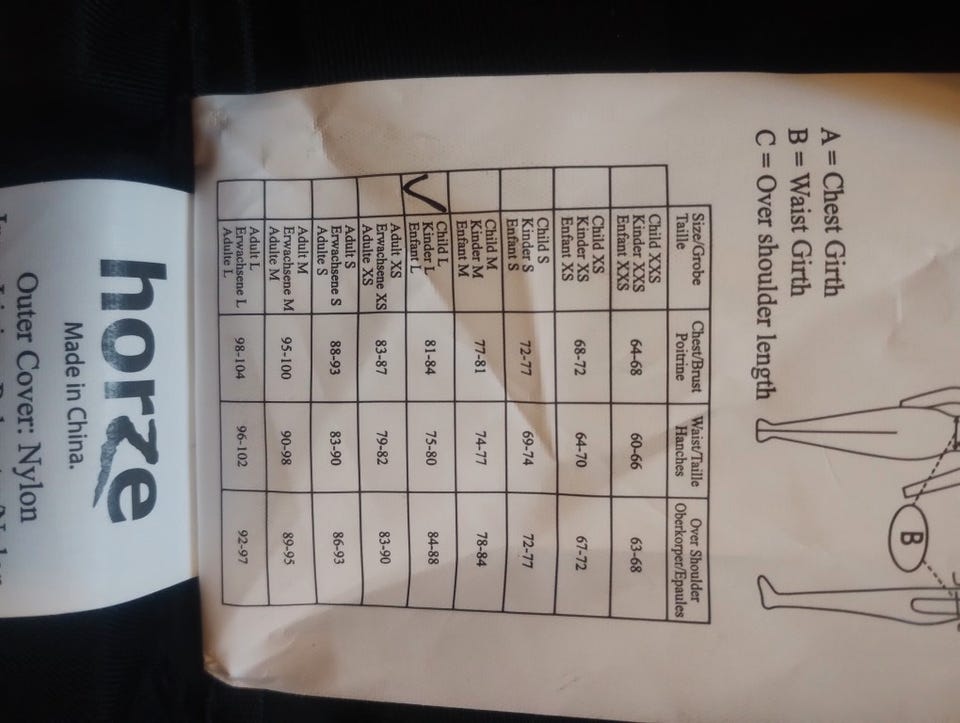 B
A = Chest Girth
B = Waist Girth
C = Over shoulder length
Size/Grobe Chest/Brust Waist/Taille Over Shoulder
Taille Poitrine Hanches Oberkorper/Epaules
Child XXS
Kinder XXS 64-68 60-66 63-68
Enfant XXS
Child XS
Kinder XS 68-72 64-70 67-72
Enfant XS
Child S
Kinder S 72-77 69-74 72-77
Enfant S
Child M
Kinder M 77-81 74-77 78-84
Enfant M
Child L
Kinder L 81-84 75-80 84-88
Enfant L
Adult XS
Erwachsene XS 83-87 79-82 83-90
Adulte XS
Adult S
Erwachsene S 88-93 83-90 86-93
Adulte S
Adult M
Erwachsene M 95-100 90-98 89-95
Adulte M
Adult L
Erwachsene L 98-104 96-102 92-97
Adulte L
horze
Made in China.
Outer Cover: Nylon